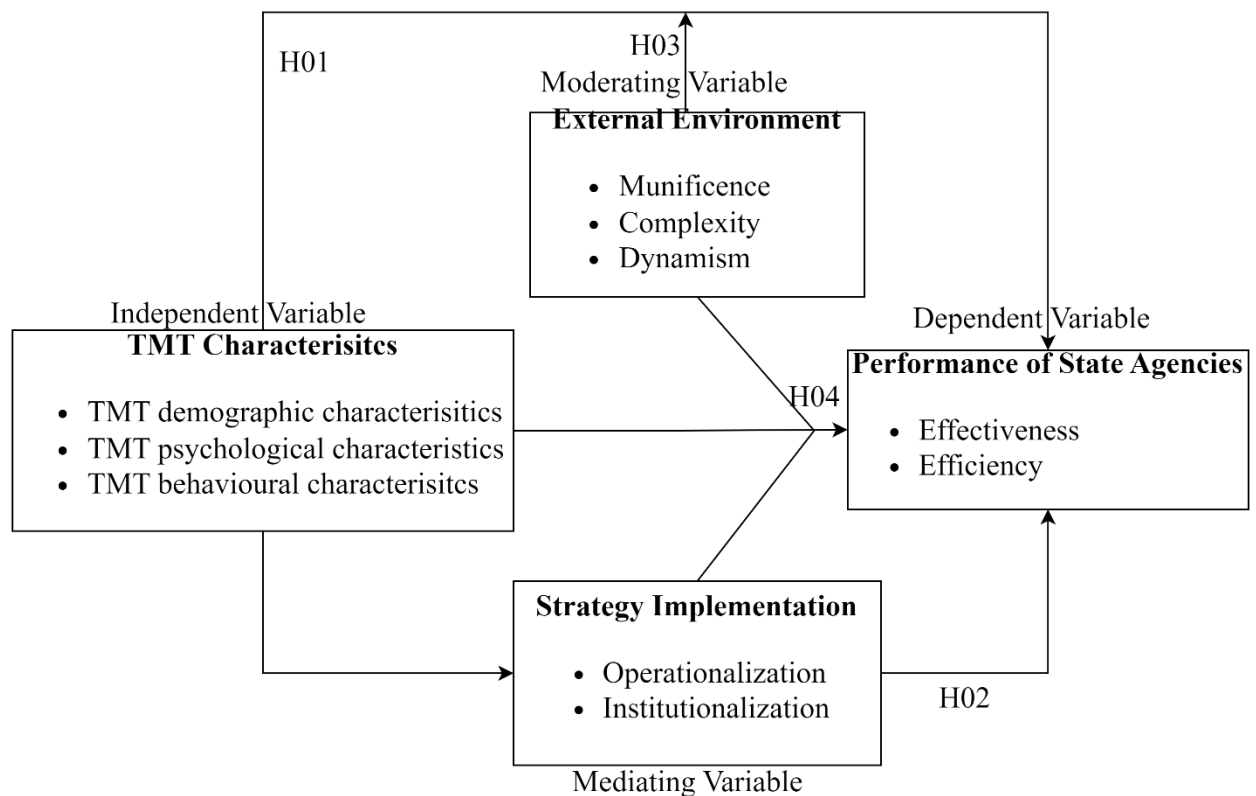 H01
H03
Moderating Variable
External Environment
• Munificence
• Complexity
• Dynamism
Independent Variable
TMT Characterisitcs
• TMT demographic characterisitics
• TMT psychological characteristics
• TMT behavioural characterisitcs
H04
Dependent Variable
Performance of State Agencies
• Effectiveness
• Efficiency
Strategy Implementation
• Operationalization
• Institutionalization
H02
Mediating Variable